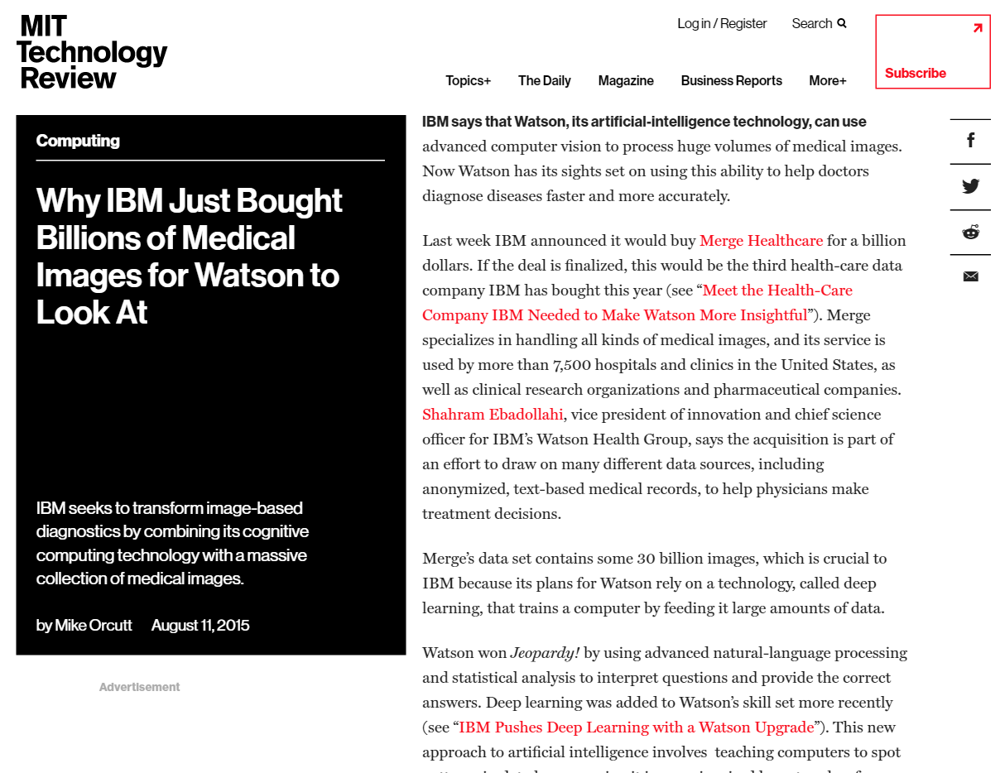 MIT
Technology
Review
Log in / Register
Search
Topics+
The Daily
Magazine
Business Reports
More+
Subscribe
Computing
Why IBM Just Bought
Billions of Medical
Images for Watson to
Look At
IBM seeks to transform image-based
diagnostics by combining its cognitive
computing technology with a massive
collection of medical images.
by Mike Orcutt August 11, 2015
Advertisement
IBM says that Watson, its artificial-intelligence technology, can use
advanced computer vision to process huge volumes of medical images.
Now Watson has its sights set on using this ability to help doctors
diagnose diseases faster and more accurately.
Last week IBM announced it would buy Merge Healthcare for a billion
dollars. If the deal is finalized, this would be the third health-care data
company IBM has bought this year (see “Meet the Health-Care
Company IBM Needed to Make Watson More Insightful”). Merge
specializes in handling all kinds of medical images, and its service is
used by more than 7,500 hospitals and clinics in the United States, as
well as clinical research organizations and pharmaceutical companies.
Shahram Ebadollahi, vice president of innovation and chief science
officer for IBM’s Watson Health Group, says the acquisition is part of
an effort to draw on many different data sources, including
anonymized, text-based medical records, to help physicians make
treatment decisions.
Merge’s data set contains some 30 billion images, which is crucial to
IBM because its plans for Watson rely on a technology, called deep
learning, that trains a computer by feeding it large amounts of data.
Watson won Jeopardy! by using advanced natural-language processing
and statistical analysis to interpret questions and provide the correct
answers. Deep learning was added to Watson’s skill set more recently
(see “IBM Pushes Deep Learning with a Watson Upgrade”). This new
approach to artificial intelligence involves  teaching computers to spot